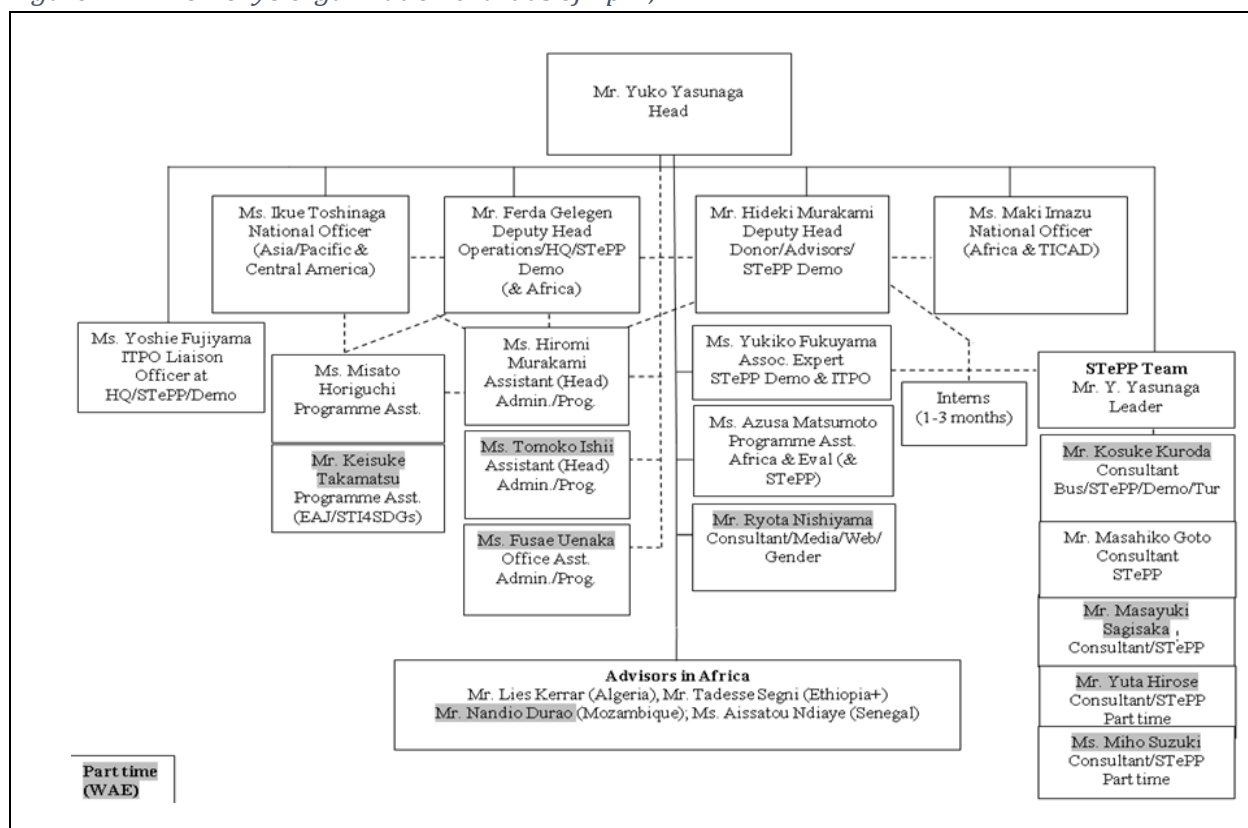 Mr. Yuko Yasunaga
Head
Ms. Ikue Toshinaga
National Officer
(Asia/Pacific &
Central America)
Mr. Ferda Gelegen
Deputy Head
Operations/HQ/STePP
Demo
(& Africa)
Mr. Hideki Murakami
Deputy Head
Donor/Advisors/
STePP Demo
Ms. Maki Imazu
National Officer
(Africa & TICAD)
Ms. Yoshie Fujiyama
ITPO Liaison
Officer at
HQ/STePP/Demo
Ms. Misato
Horiguchi
Programme Asst.
Ms. Hiromi
Murakami
Assistant (Head)
Admin./Prog.
Ms. Yukiko Fukuyama
Assoc. Expert
STePP Demo & ITPO
Interns
(1-3 months)
STePP Team
Mr. Y. Yasunaga
Leader
Mr. Keisuke
Takamatsu
Programme Asst.
(EAJ/STI4SDGs)
Ms. Tomoko Ishii
Assistant (Head)
Admin./Prog.
Ms. Azusa Matsumoto
Programme Asst.
Africa & Eval (&
STePP)
Mr. Kosuke Kuroda
Consultant
Bus/STePP/Demo/Tur
Ms. Fusae Uenaka
Office Asst.
Admin./Prog.
Mr. Ryota Nishiyama
Consultant/Media/Web/
Gender
Mr. Masahiko Goto
Consultant
STePP
Mr. Masayuki
Sagisaka
Consultant/STePP
Mr. Yuta Hirose
Consultant/STePP
Part time
Ms. Miho Suzuki
Consultant/STePP
Part time
Advisors in Africa
Mr. Lies Kerrar (Algeria), Mr. Tadesse Segni (Ethiopia+)
Mr. Nandio Durao (Mozambique); Ms. Aissatou Ndiaye (Senegal)
Part time
(WAE)